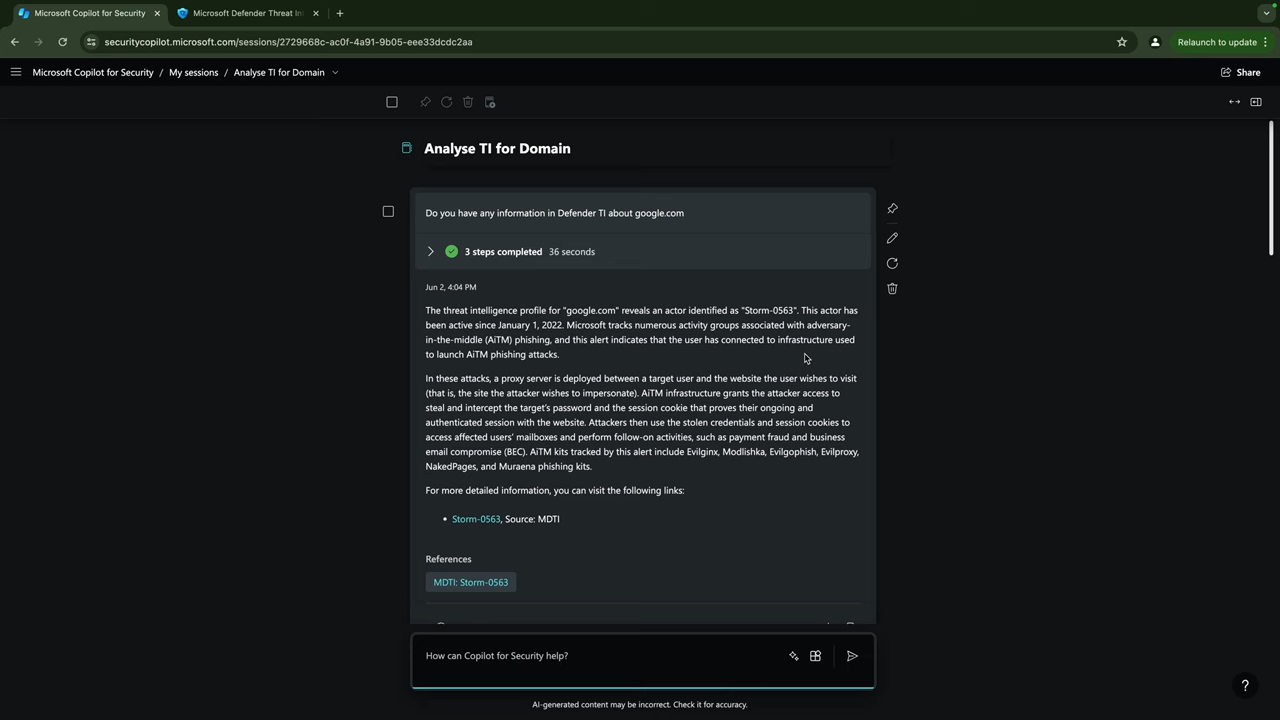 Microsoft Copilot for Security
Microsoft Defender Threat In
securitycopilot.microsoft.com/sessions/2729668c-ac0f-4a91-9b05-eee33dcdc2aa
Relaunch to update
Microsoft Copilot for Security / My sessions / Analyse TI for Domain
Share
Analyse TI for Domain
Do you have any information in Defender TI about google.com
3 steps completed 36 seconds
Jun 2, 4:04 PM
The threat intelligence profile for "google.com" reveals an actor identified as "Storm-0563". This actor has
been active since January 1, 2022. Microsoft tracks numerous activity groups associated with adversary-
in-the-middle (AiTM) phishing, and this alert indicates that the user has connected to infrastructure used
to launch AiTM phishing attacks.
In these attacks, a proxy server is deployed between a target user and the website the user wishes to visit
(that is, the site the attacker wishes to impersonate). AiTM infrastructure grants the attacker access to
steal and intercept the target's password and the session cookie that proves their ongoing and
authenticated session with the website. Attackers then use the stolen credentials and session cookies to
access affected users' mailboxes and perform follow-on activities, such as payment fraud and business
email compromise (BEC). AiTM kits tracked by this alert include Evilginx, Modlishka, Evilgophish, Evilproxy,
NakedPages, and Muraena phishing kits.
For more detailed information, you can visit the following links:
• Storm-0563, Source: MDTI
References
MDTI: Storm-0563
How can Copilot for Security help?
AI-generated content may be incorrect. Check it for accuracy.
?